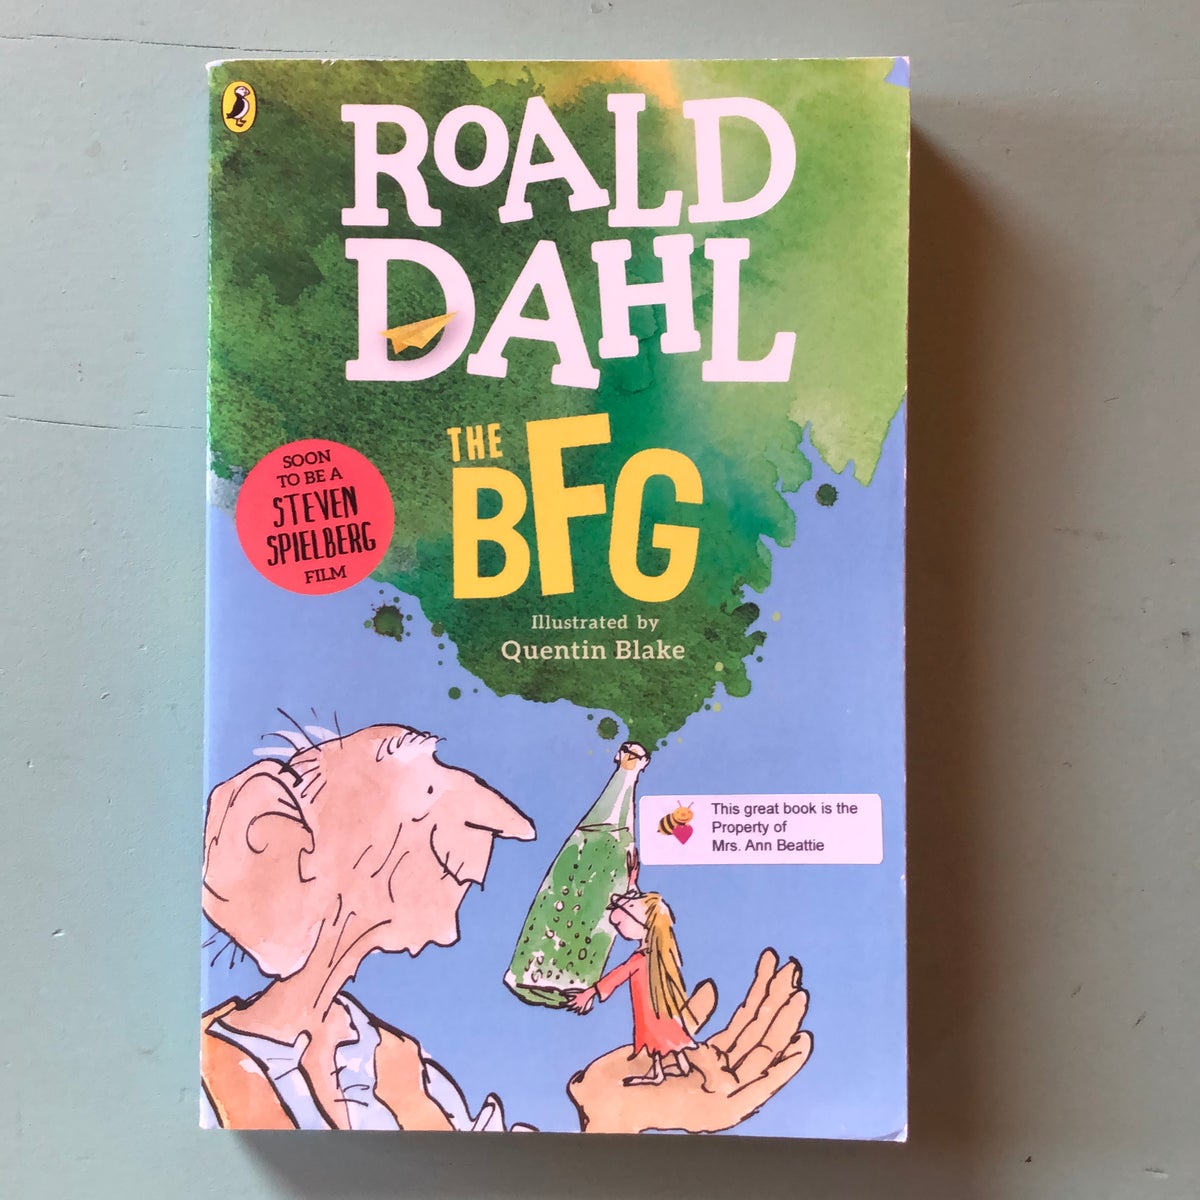 ROALD
DAHL
THE
BFG
SOON
TO BE A
STEVEN
SPIELBERG
FILM
Illustrated by
Quentin Blake
This great book is the
Property of
Mrs. Ann Beattie